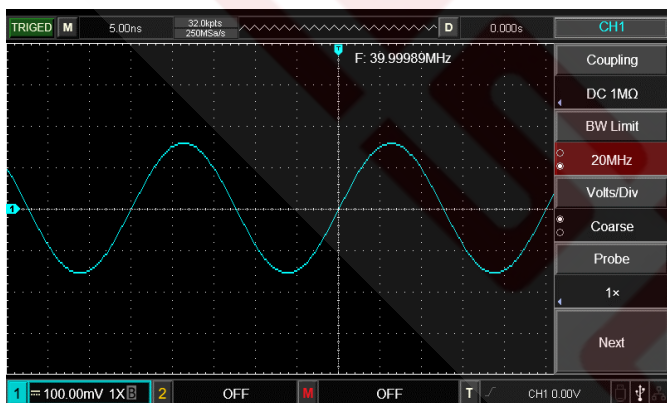 TRIGED M 5.00ns 32.0kpts D 0.000s CH1
250MSa/s
T
F: 39.99989MHz
Coupling
DC 1MΩ
BW Limit
20MHz
Volts/Div
1
Coarse
Probe
1×
Next
1 100.00mV 1X B 2 OFF M OFF T CH1 0.00V